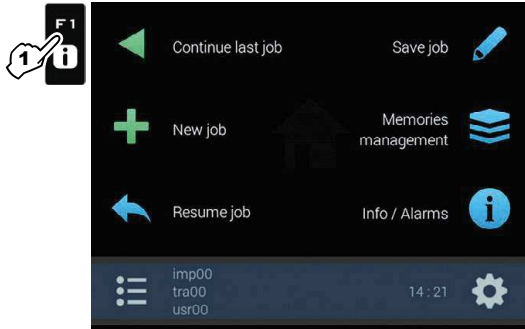 F1
1
i
Continue last job
Save job
New job
Memories
management
Resume job
Info / Alarms
i
imp00
tra00
usr00
14:21